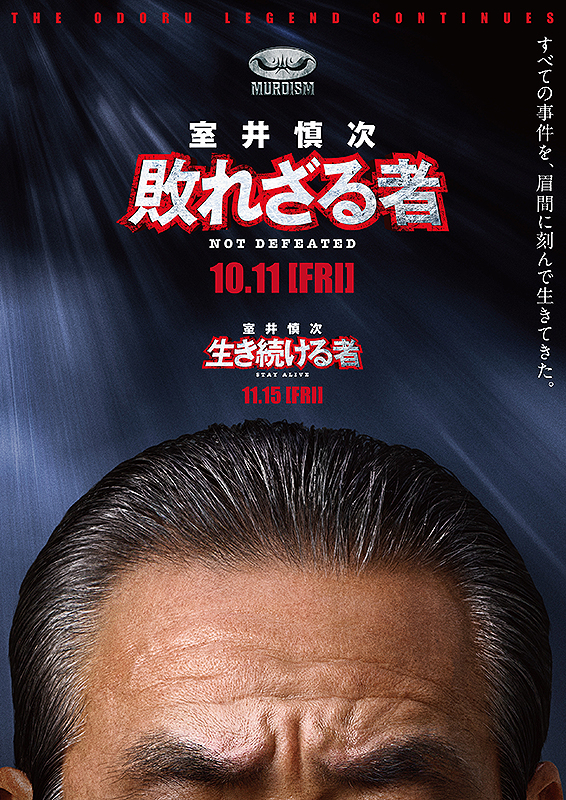 THE ODORU LEGEND CONTINUES
MUROISM
すべての事件を、眉間に刻んで生きてきた。
室井慎次
敗れざる者
NOT DEFEATED
10.11 [FRI]
室井慎次
生き続ける者
STAY ALIVE
11.15 [FRI]